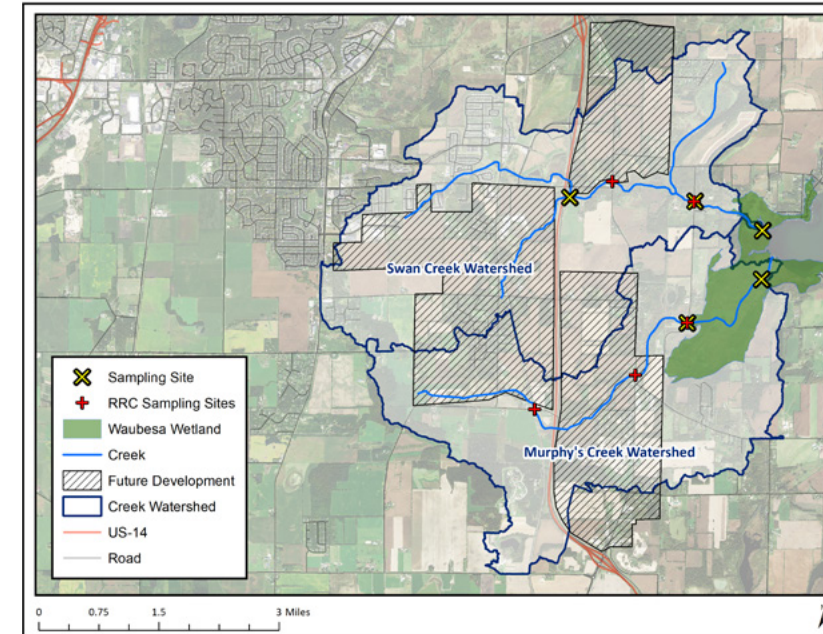 Swan Creek Watershed
Murphy's Creek Watershed
Sampling Site
RRC Sampling Sites
Waubesa Wetland
Creek
Future Development
Creek Watershed
US-14
Road
0 0.75 1.5 3 Miles